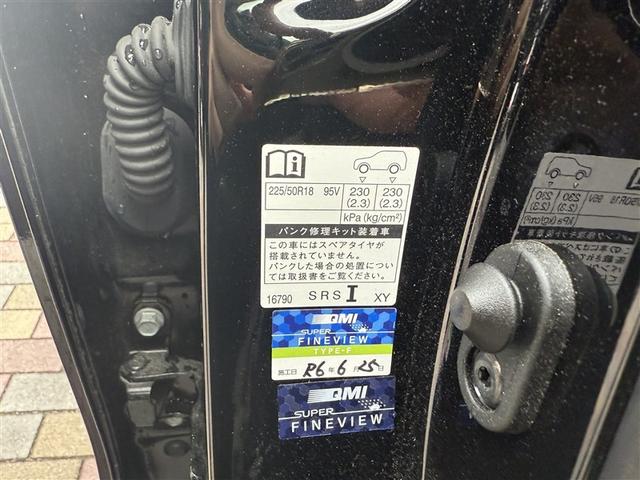 225/50R18 95V 230 230
(2.3) (2.3)
kPa (kg/cm²)
パンク修理キット装着車
この車にはスペアタイヤが
搭載されていません。
パンクした場合の処置につい
ては取扱書をご覧ください。
16790 SRS I XY
QMI
SUPER
FINEVIEW
TYPE-F
施工日 R6年6月25日
QMI
SUPER
FINEVIEW